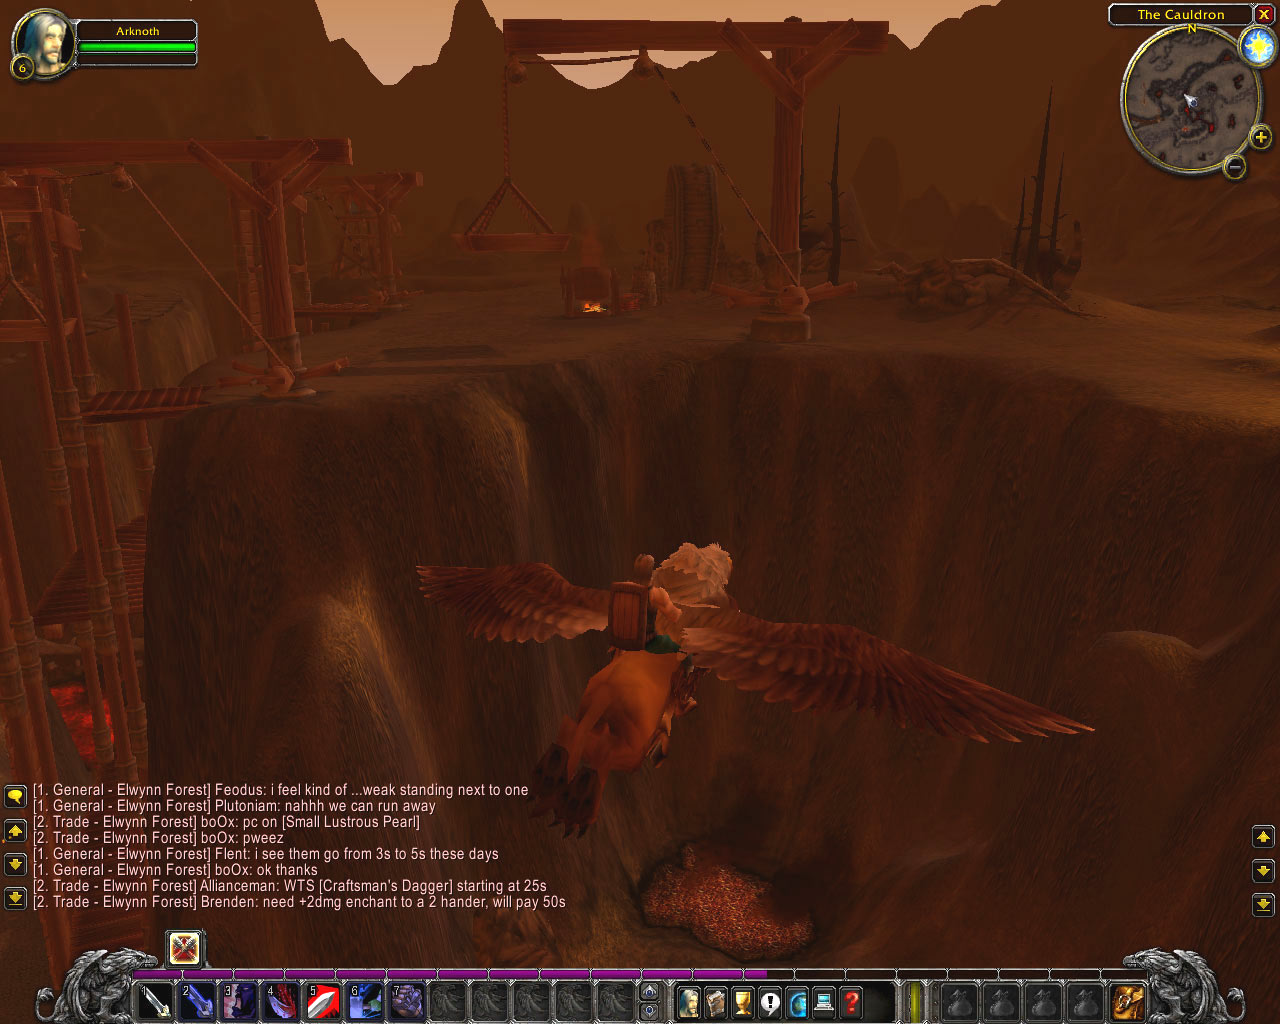 Arknoth
6
The Cauldron
N
[1. General - Elwynn Forest] Feodus: i feel kind of ...weak standing next to one
[1. General - Elwynn Forest] Plutoniam: nahhh we can run away
[2. Trade - Elwynn Forest] boOx: pc on [Small Lustrous Pearl]
[2. Trade - Elwynn Forest] boOx: pweez
[1. General - Elwynn Forest] Flent: i see them go from 3s to 5s these days
[1. General - Elwynn Forest] boOx: ok thanks
[2. Trade - Elwynn Forest] Allianceman: WTS [Craftsman's Dagger] starting at 25s
[2. Trade - Elwynn Forest] Brenden: need +2dmg enchant to a 2 hander, will pay 50s
1 2 3 4 5 6 7